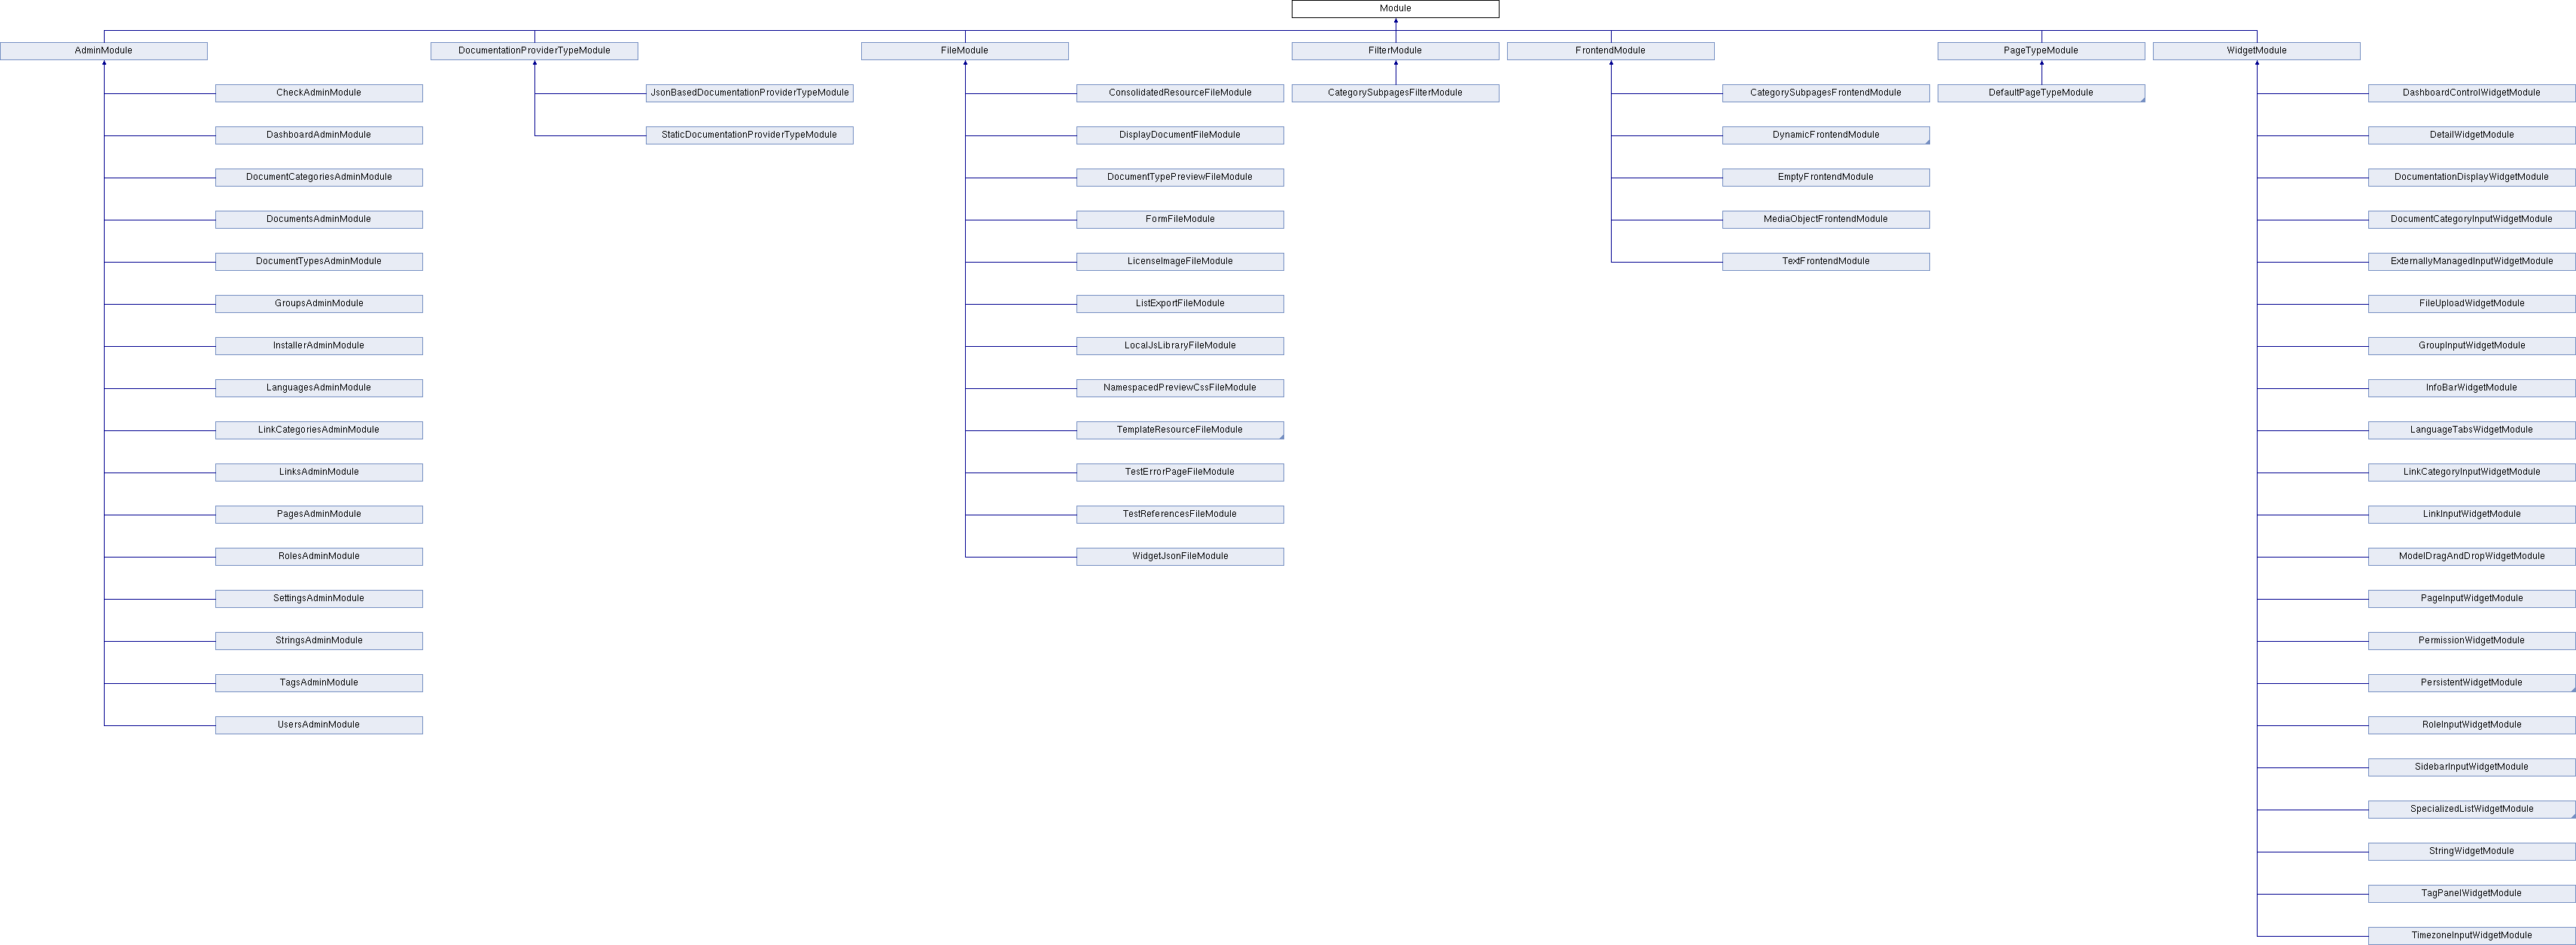 Module
AdminModule
DocumentationProviderTypeModule
FileModule
FilterModule
FrontendModule
PageTypeModule
WidgetModule
CheckAdminModule
JsonBasedDocumentationProviderTypeModule
ConsolidatedResourceFileModule
CategorySubpagesFilterModule
CategorySubpagesFrontendModule
DefaultPageTypeModule
DashboardControlWidgetModule
DashboardAdminModule
StaticDocumentationProviderTypeModule
DisplayDocumentFileModule
DynamicFrontendModule
DetailWidgetModule
DocumentCategoriesAdminModule
DocumentTypePreviewFileModule
EmptyFrontendModule
DocumentationDisplayWidgetModule
DocumentsAdminModule
FormFileModule
MediaObjectFrontendModule
DocumentCategoryInputWidgetModule
DocumentTypesAdminModule
LicenseImageFileModule
TextFrontendModule
ExternallyManagedInputWidgetModule
GroupsAdminModule
ListExportFileModule
FileUploadWidgetModule
InstallerAdminModule
LocalJsLibraryFileModule
GroupInputWidgetModule
LanguagesAdminModule
NamespacedPreviewCssFileModule
InfoBarWidgetModule
LinkCategoriesAdminModule
TemplateResourceFileModule
LanguageTabsWidgetModule
LinksAdminModule
TestErrorPageFileModule
LinkCategoryInputWidgetModule
PagesAdminModule
TestReferencesFileModule
LinkInputWidgetModule
RolesAdminModule
WidgetJsonFileModule
ModelDragAndDropWidgetModule
SettingsAdminModule
PageInputWidgetModule
StringsAdminModule
PermissionWidgetModule
TagsAdminModule
PersistentWidgetModule
UsersAdminModule
RoleInputWidgetModule
SidebarInputWidgetModule
SpecializedListWidgetModule
StringWidgetModule
TagPanelWidgetModule
TimezoneInputWidgetModule